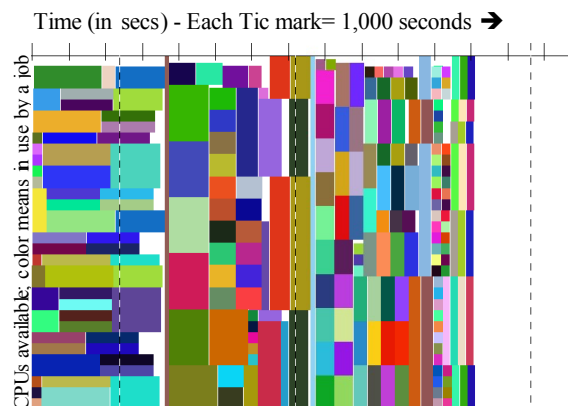 Time (in secs) - Each Tic mark= 1,000 seconds ➔
CPUs available: color means in use by a job